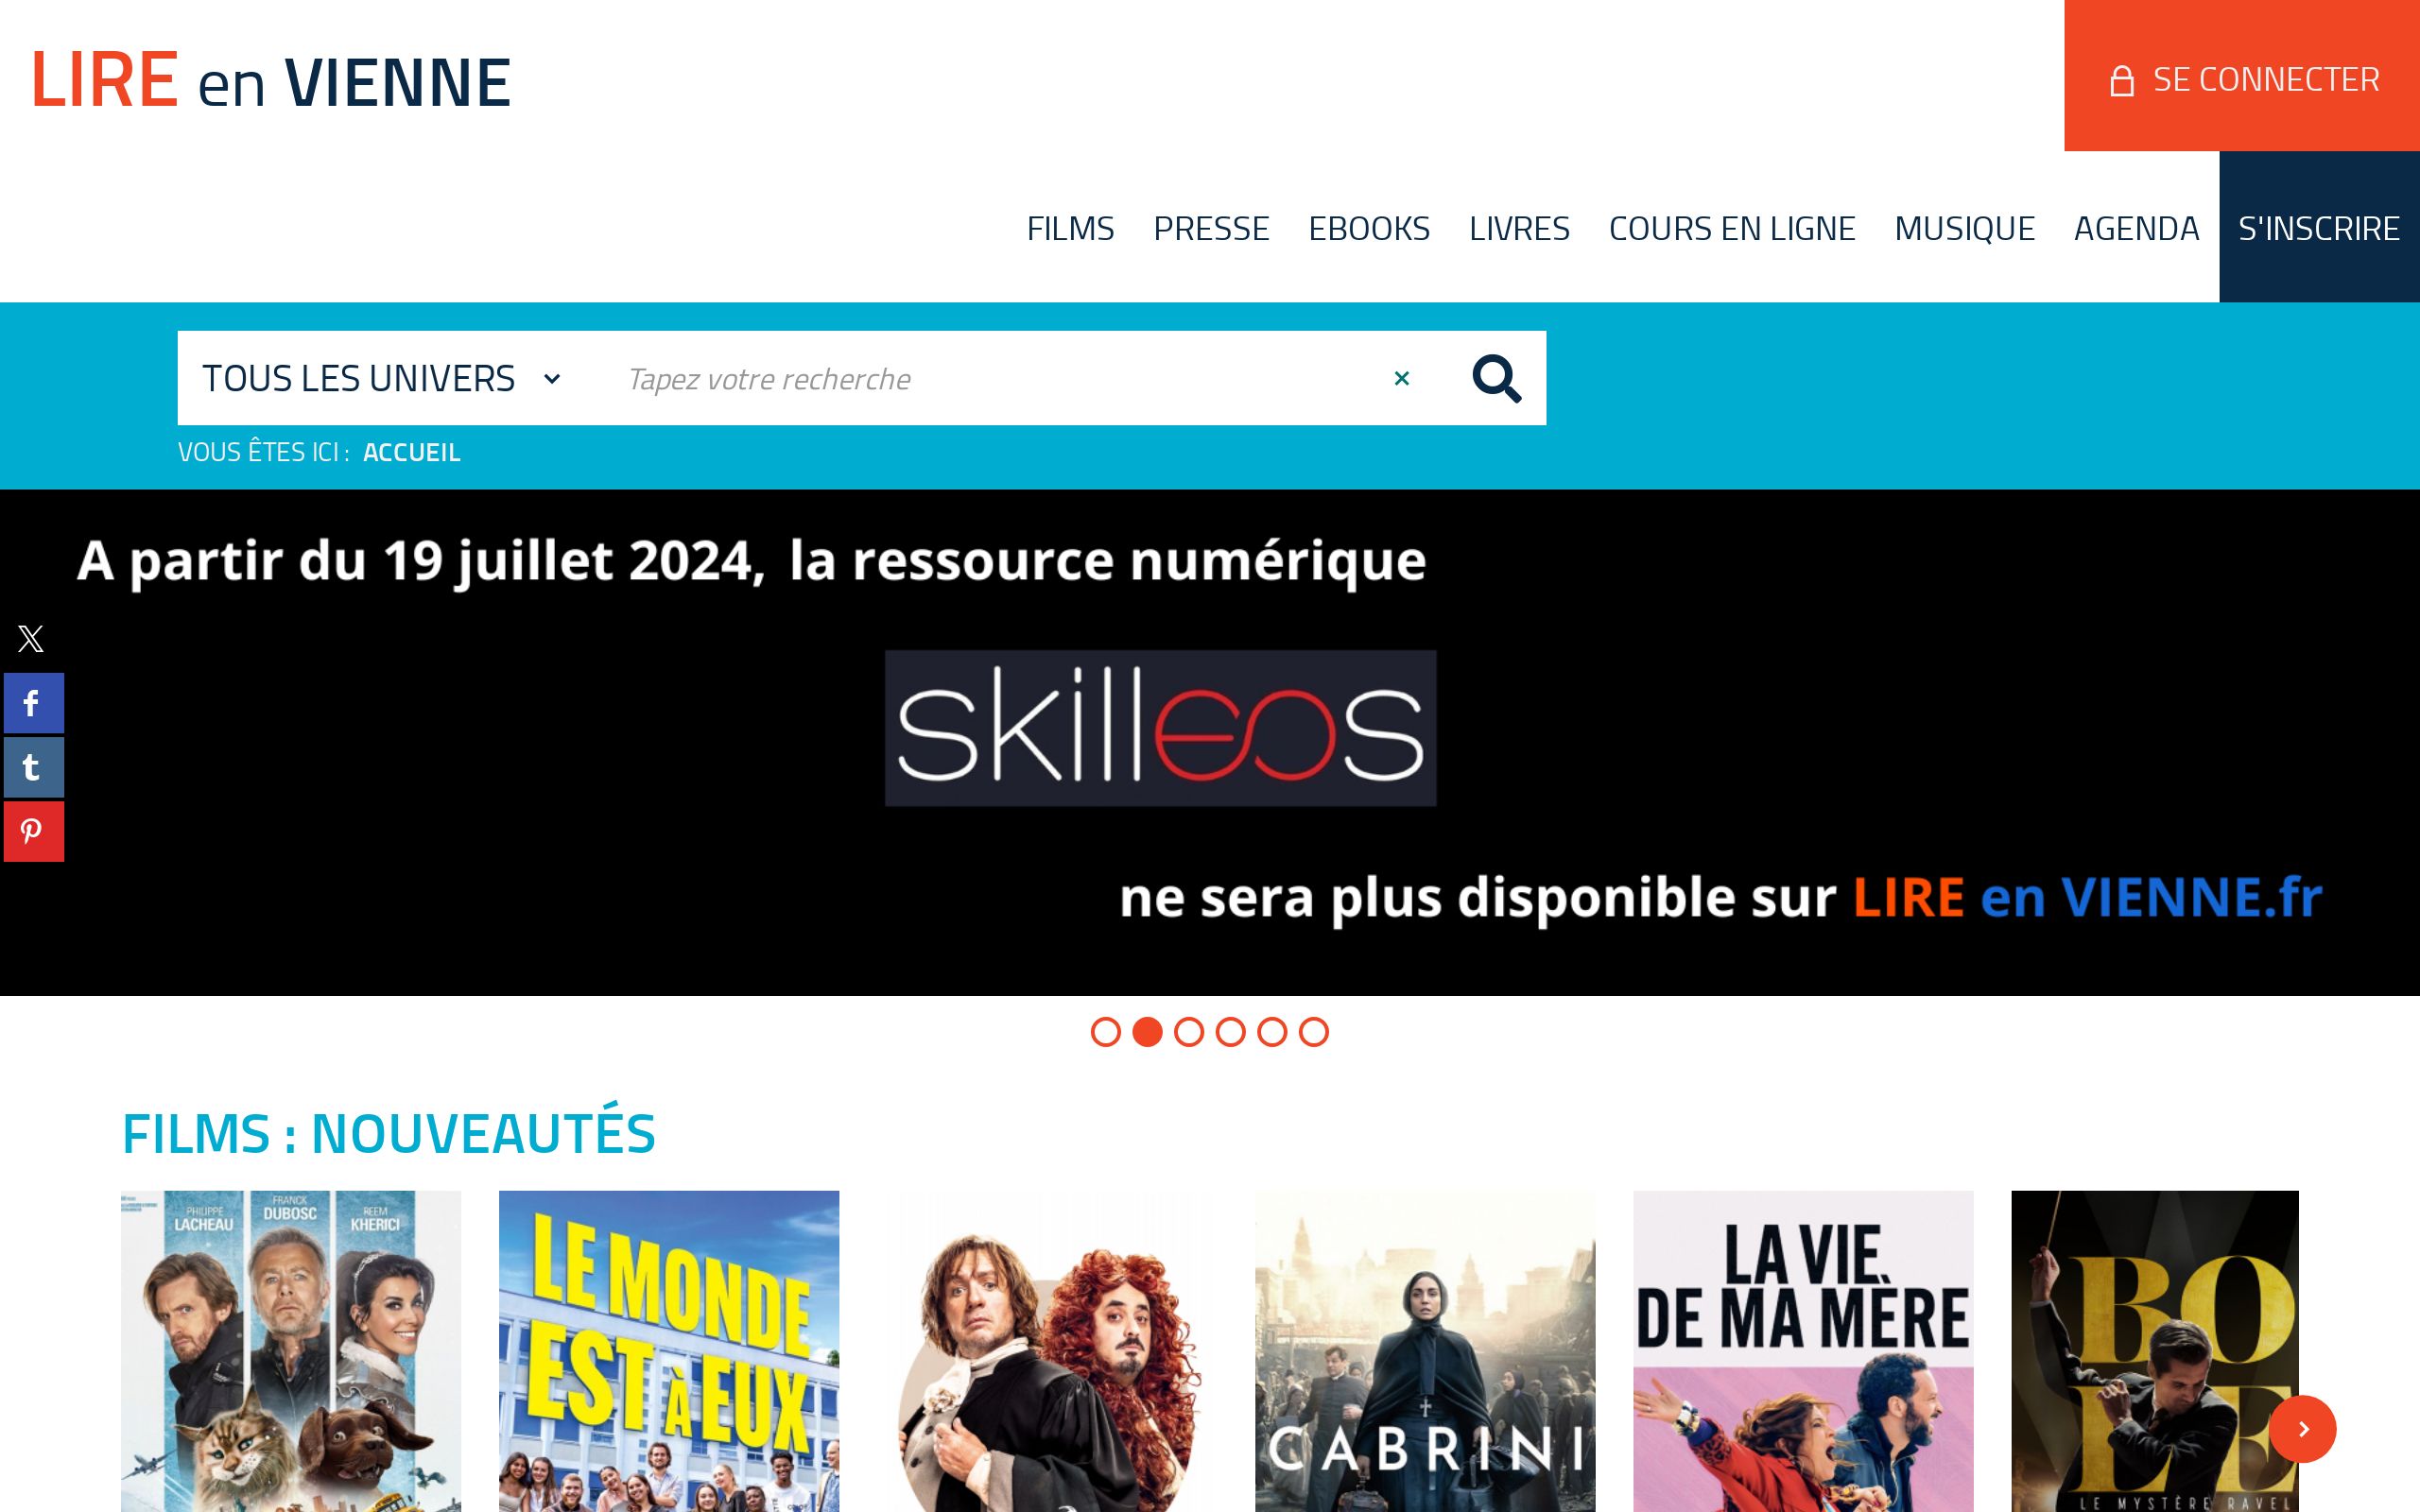 LIRE en VIENNE
SE CONNECTER
FILMS PRESSE EBOOKS LIVRES COURS EN LIGNE MUSIQUE AGENDA S'INSCRIRE
TOUS LES UNIVERS Tapez votre recherche
VOUS ÊTES ICI : ACCUEIL
A partir du 19 juillet 2024, la ressource numérique
skilleos
ne sera plus disponible sur LIRE en VIENNE.fr
FILMS : NOUVEAUTÉS
PHILIPPE LACHEAU
FRANCK DUBOSC
REEM KHERICI
LE MONDE
EST À EUX
CABRINI
LA VIE
DE MA MÈRE
BO
LE
LE MYSTÈRE RAVEL